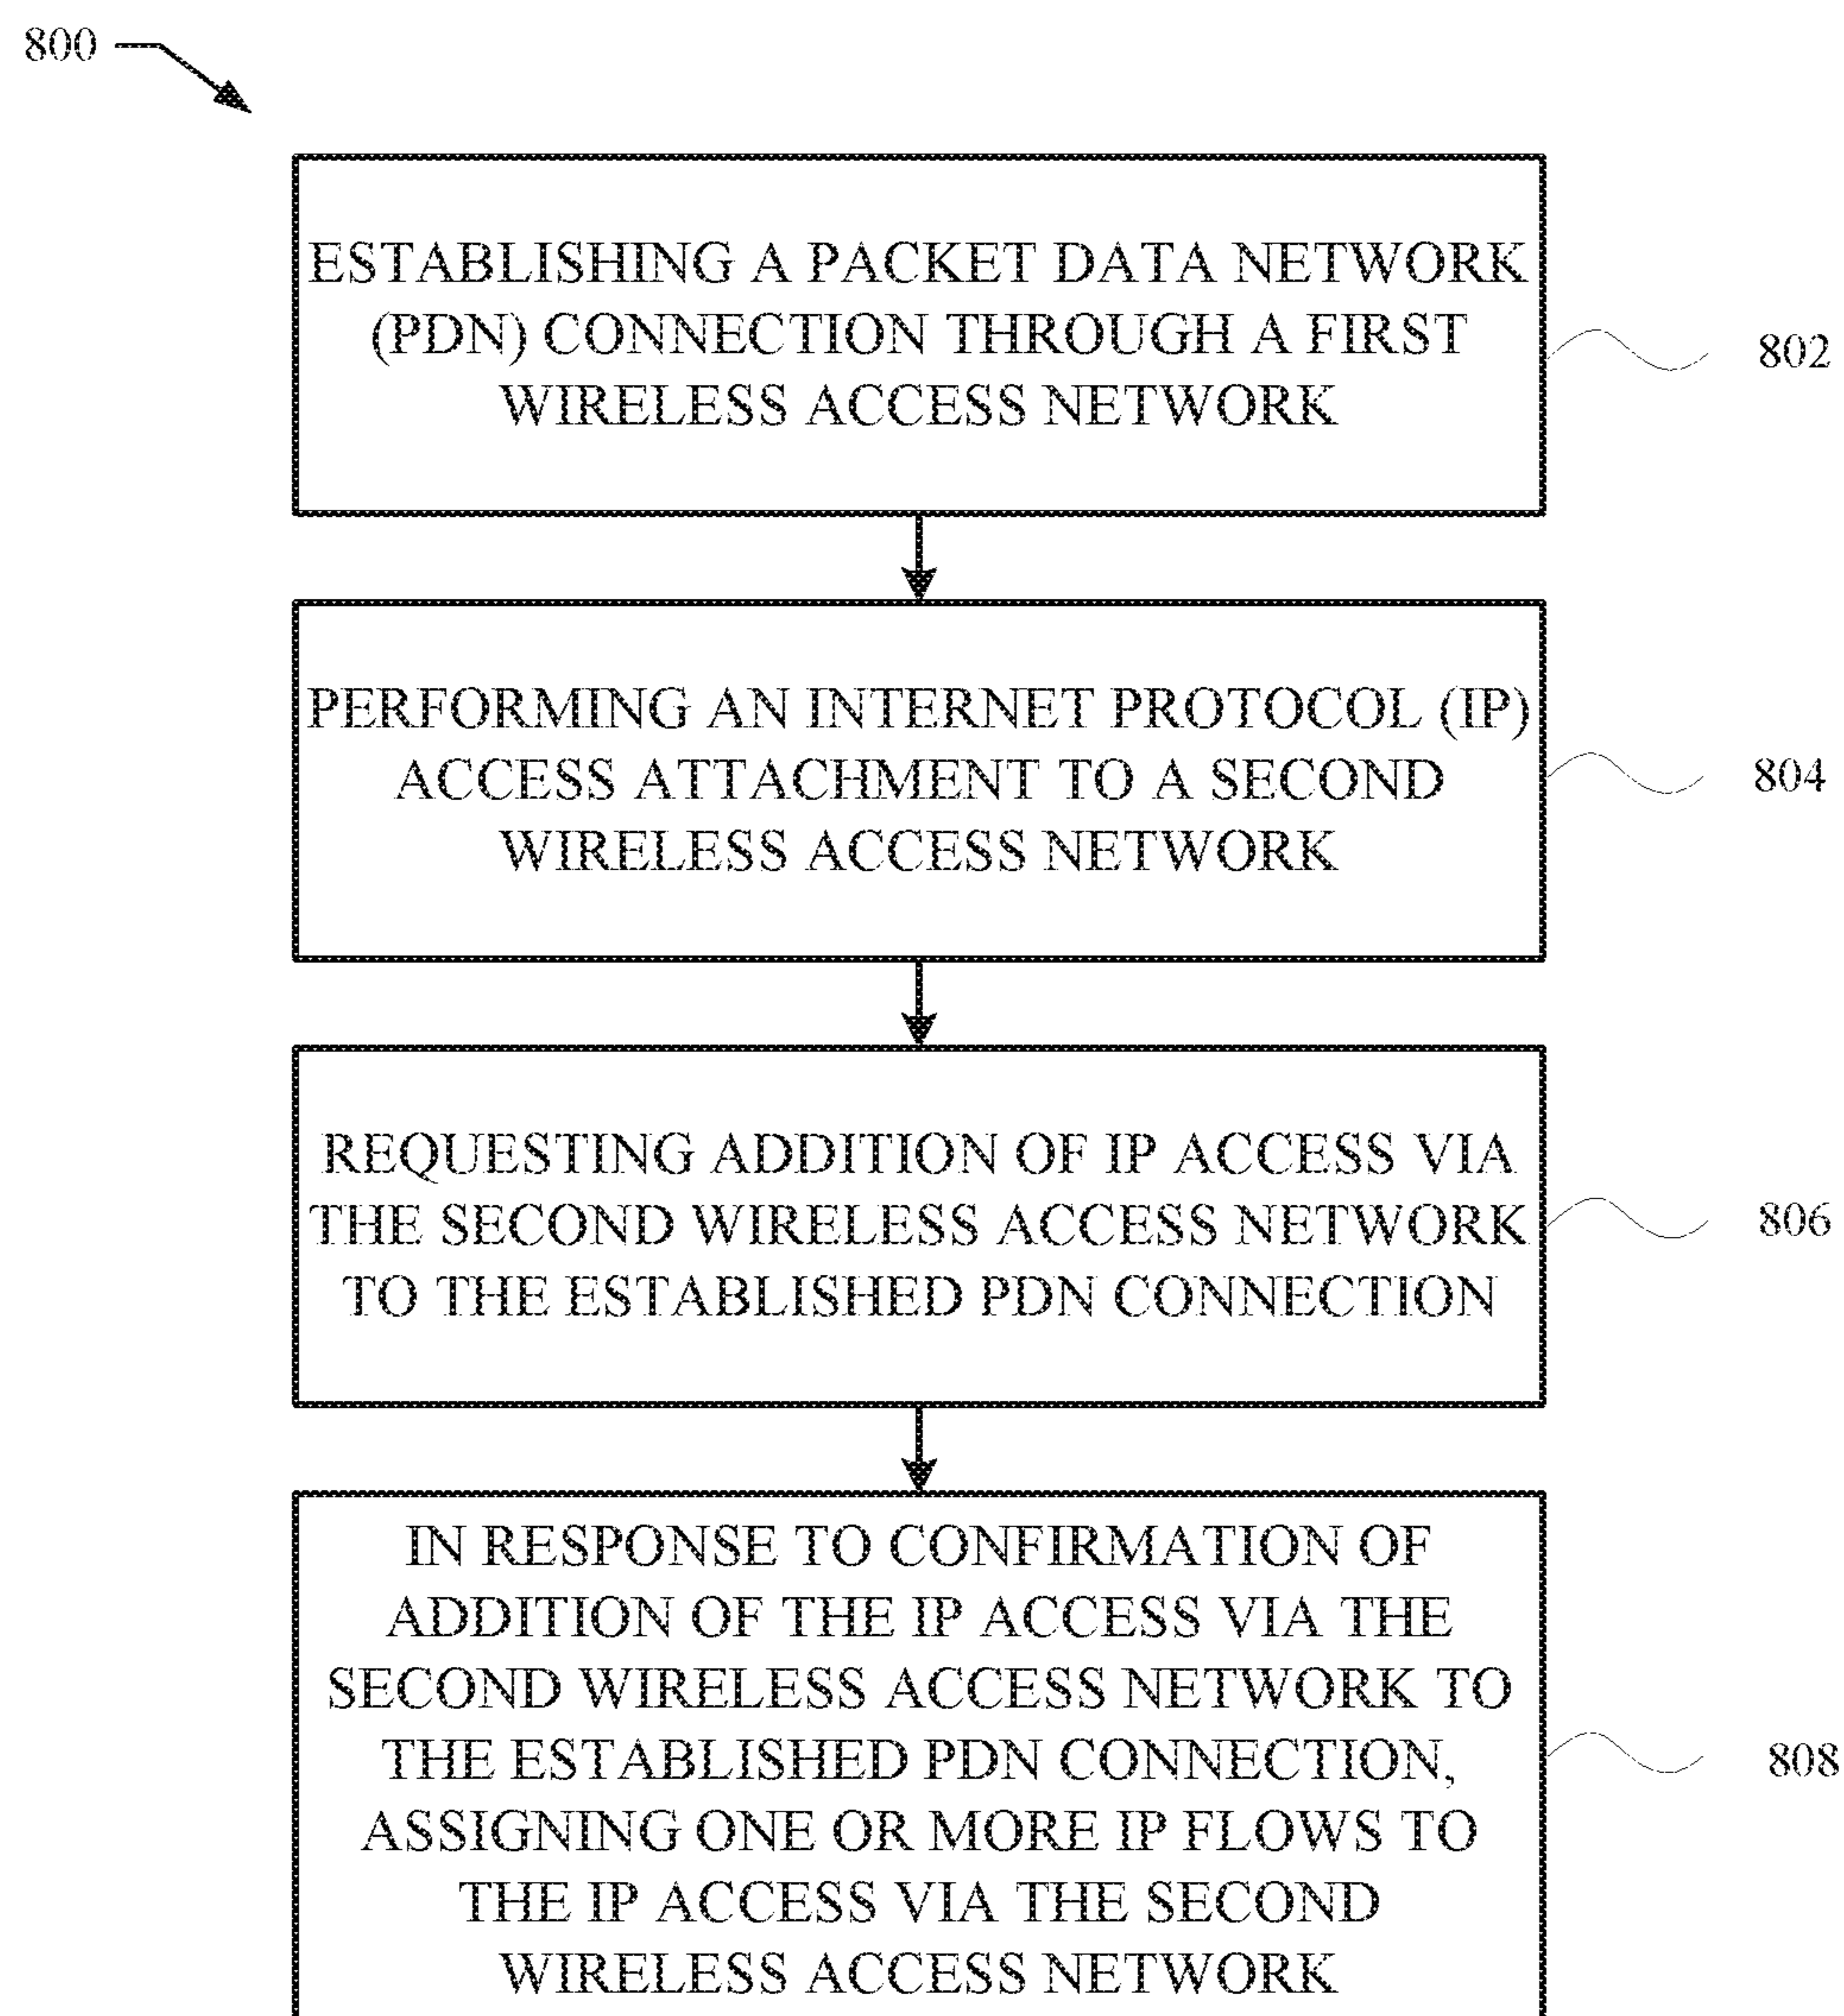 800
ESTABLISHING A PACKET DATA NETWORK
(PDN) CONNECTION THROUGH A FIRST
WIRELESS ACCESS NETWORK
802
PERFORMING AN INTERNET PROTOCOL (IP)
ACCESS ATTACHMENT TO A SECOND
WIRELESS ACCESS NETWORK
804
REQUESTING ADDITION OF IP ACCESS VIA
THE SECOND WIRELESS ACCESS NETWORK
TO THE ESTABLISHED PDN CONNECTION
806
IN RESPONSE TO CONFIRMATION OF
ADDITION OF THE IP ACCESS VIA THE
SECOND WIRELESS ACCESS NETWORK TO
THE ESTABLISHED PDN CONNECTION,
ASSIGNING ONE OR MORE IP FLOWS TO
THE IP ACCESS VIA THE SECOND
WIRELESS ACCESS NETWORK
808